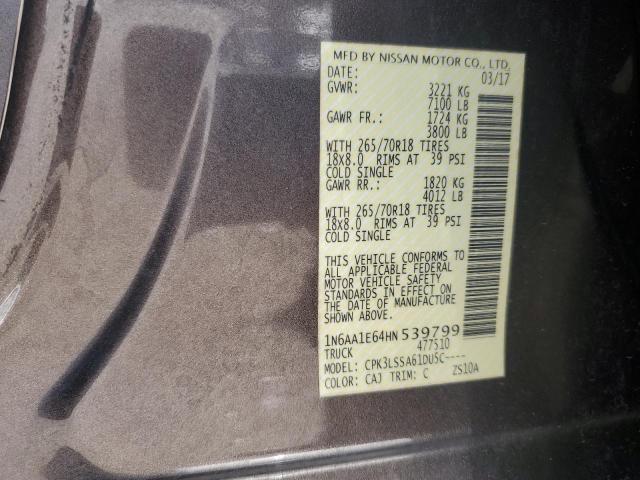 MFD BY NISSAN MOTOR CO., LTD.
DATE: 03/17
GVWR: 3221 KG
7100 LB
GAWR FR.: 1724 KG
3800 LB
WITH 265/70R18 TIRES
18X8.0 RIMS AT 39 PSI
COLD SINGLE
GAWR RR.: 1820 KG
4012 LB
WITH 265/70R18 TIRES
18X8.0 RIMS AT 39 PSI
COLD SINGLE
THIS VEHICLE CONFORMS TO
ALL APPLICABLE FEDERAL
MOTOR VEHICLE SAFETY
STANDARDS IN EFFECT ON
THE DATE OF MANUFACTURE
SHOWN ABOVE.
1N6AA1E64HN539799
TRUCK 477510
MODEL: CPK3LSSA61DU5C----
COLOR: CAJ TRIM: C ZS10A